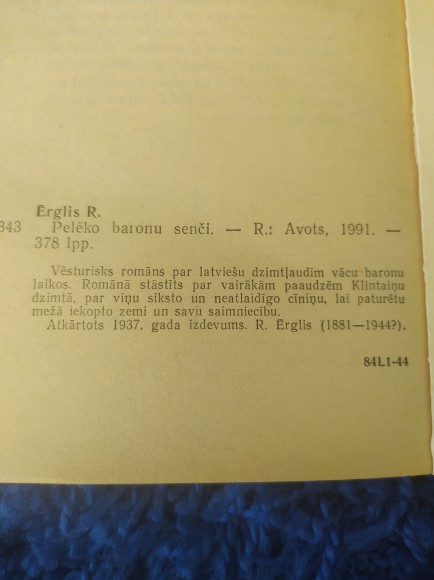 Ērglis R.
343 Pelēko baronu senči. — R.: Avots, 1991. —
378 lpp.
Vēsturisks romāns par latviešu dzimtļaudīm vācu baronu
laikos. Romānā stāstīts par vairākām paaudzēm Klintaiņu
dzimtā, par viņu sīksto un neatlaidīgo cīniņu, lai paturētu
mežā iekopto zemi un savu saimniecību.
Atkārtots 1937. gada izdevums. R. Ērglis (1881—1944?).
84L1-44